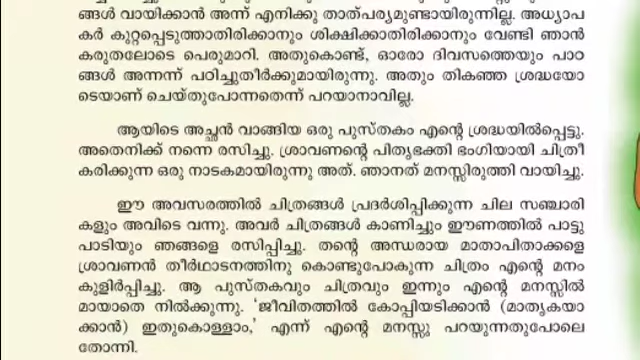 ങ്ങൾ വായിക്കാൻ അന്ന് എനിക്കു താത്പര്യമുണ്ടായിരുന്നില്ല. അധ്യാപ
കർ കുറ്റപ്പെടുത്താതിരിക്കാനും ശിക്ഷിക്കാതിരിക്കാനും വേണ്ടി ഞാൻ
കരുതലോടെ പെരുമാറി. അതുകൊണ്ട്, ഓരോ ദിവസത്തെയും പാഠ
ങ്ങൾ അന്നന്ന് പഠിച്ചുതീർക്കുമായിരുന്നു. അതും തികഞ്ഞ ശ്രദ്ധയോ
ടെയാണ് ചെയ്തുപോന്നതെന്ന് പറയാനാവില്ല.
ആയിടെ അച്ഛൻ വാങ്ങിയ ഒരു പുസ്തകം എന്റെ ശ്രദ്ധയിൽപ്പെട്ടു.
അതെനിക്ക് നന്നെ രസിച്ചു. ശ്രാവണന്റെ പിതൃഭക്തി ഭംഗിയായി ചിത്രീ
കരിക്കുന്ന ഒരു നാടകമായിരുന്നു അത്. ഞാനത് മനസ്സിരുത്തി വായിച്ചു.
ഈ അവസരത്തിൽ ചിത്രങ്ങൾ പ്രദർശിപ്പിക്കുന്ന ചില സഞ്ചാരി
കളും അവിടെ വന്നു. അവർ ചിത്രങ്ങൾ കാണിച്ചും ഈണത്തിൽ പാട്ടു
പാടിയും ഞങ്ങളെ രസിപ്പിച്ചു. തന്റെ അന്ധരായ മാതാപിതാക്കളെ
ശ്രാവണൻ തീർഥാടനത്തിനു കൊണ്ടുപോകുന്ന ചിത്രം എന്റെ മനം
കുളിർപ്പിച്ചു. ആ പുസ്തകവും ചിത്രവും ഇന്നും എന്റെ മനസ്സിൽ
മായാതെ നിൽക്കുന്നു. 'ജീവിതത്തിൽ കോപ്പിയടിക്കാൻ (മാതൃകയാ
ക്കാൻ) ഇതുകൊള്ളാം,' എന്ന് എന്റെ മനസ്സു പറയുന്നതുപോലെ
തോന്നി.